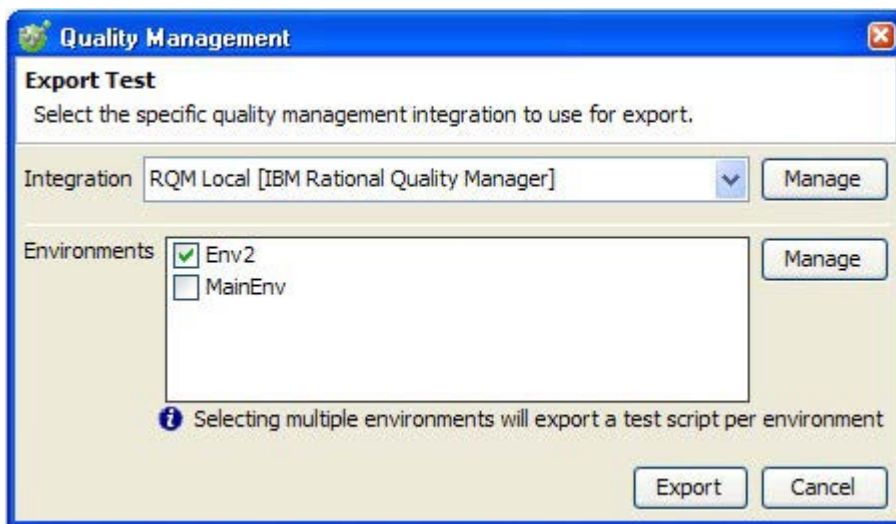 Quality Management
Export Test
Select the specific quality management integration to use for export.
Integration RQM Local [IBM Rational Quality Manager] Manage
Environments Env2 Manage
MainEnv
Selecting multiple environments will export a test script per environment
Export Cancel